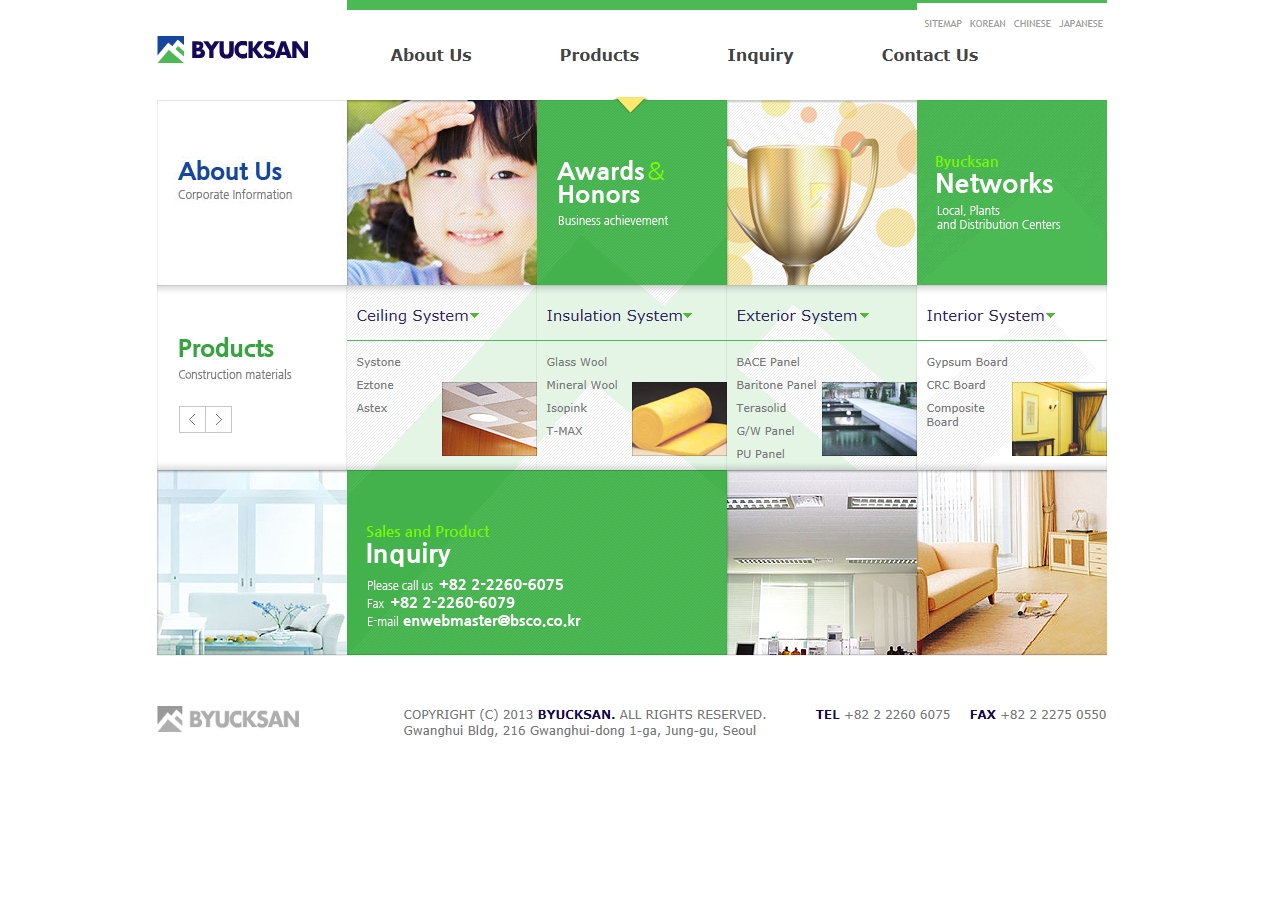 SITEMAP KOREAN CHINESE JAPANESE
BYUCKSAN
About Us Products Inquiry Contact Us
About Us
Corporate Information
Awards &
Honors
Business achievement
Byucksan
Networks
Local, Plants
and Distribution Centers
Products
Construction materials
Ceiling System
Systone
Eztone
Astex
Insulation System
Glass Wool
Mineral Wool
Isopink
T-MAX
Exterior System
BACE Panel
Baritone Panel
Terasolid
G/W Panel
PU Panel
Interior System
Gypsum Board
CRC Board
Composite
Board
Sales and Product
Inquiry
Please call us +82 2-2260-6075
Fax +82 2-2260-6079
E-mail enwebmaster@bsco.co.kr
BYUCKSAN
COPYRIGHT (C) 2013 BYUCKSAN. ALL RIGHTS RESERVED.
Gwanghui Bldg, 216 Gwanghui-dong 1-ga, Jung-gu, Seoul
TEL +82 2 2260 6075 FAX +82 2 2275 0550